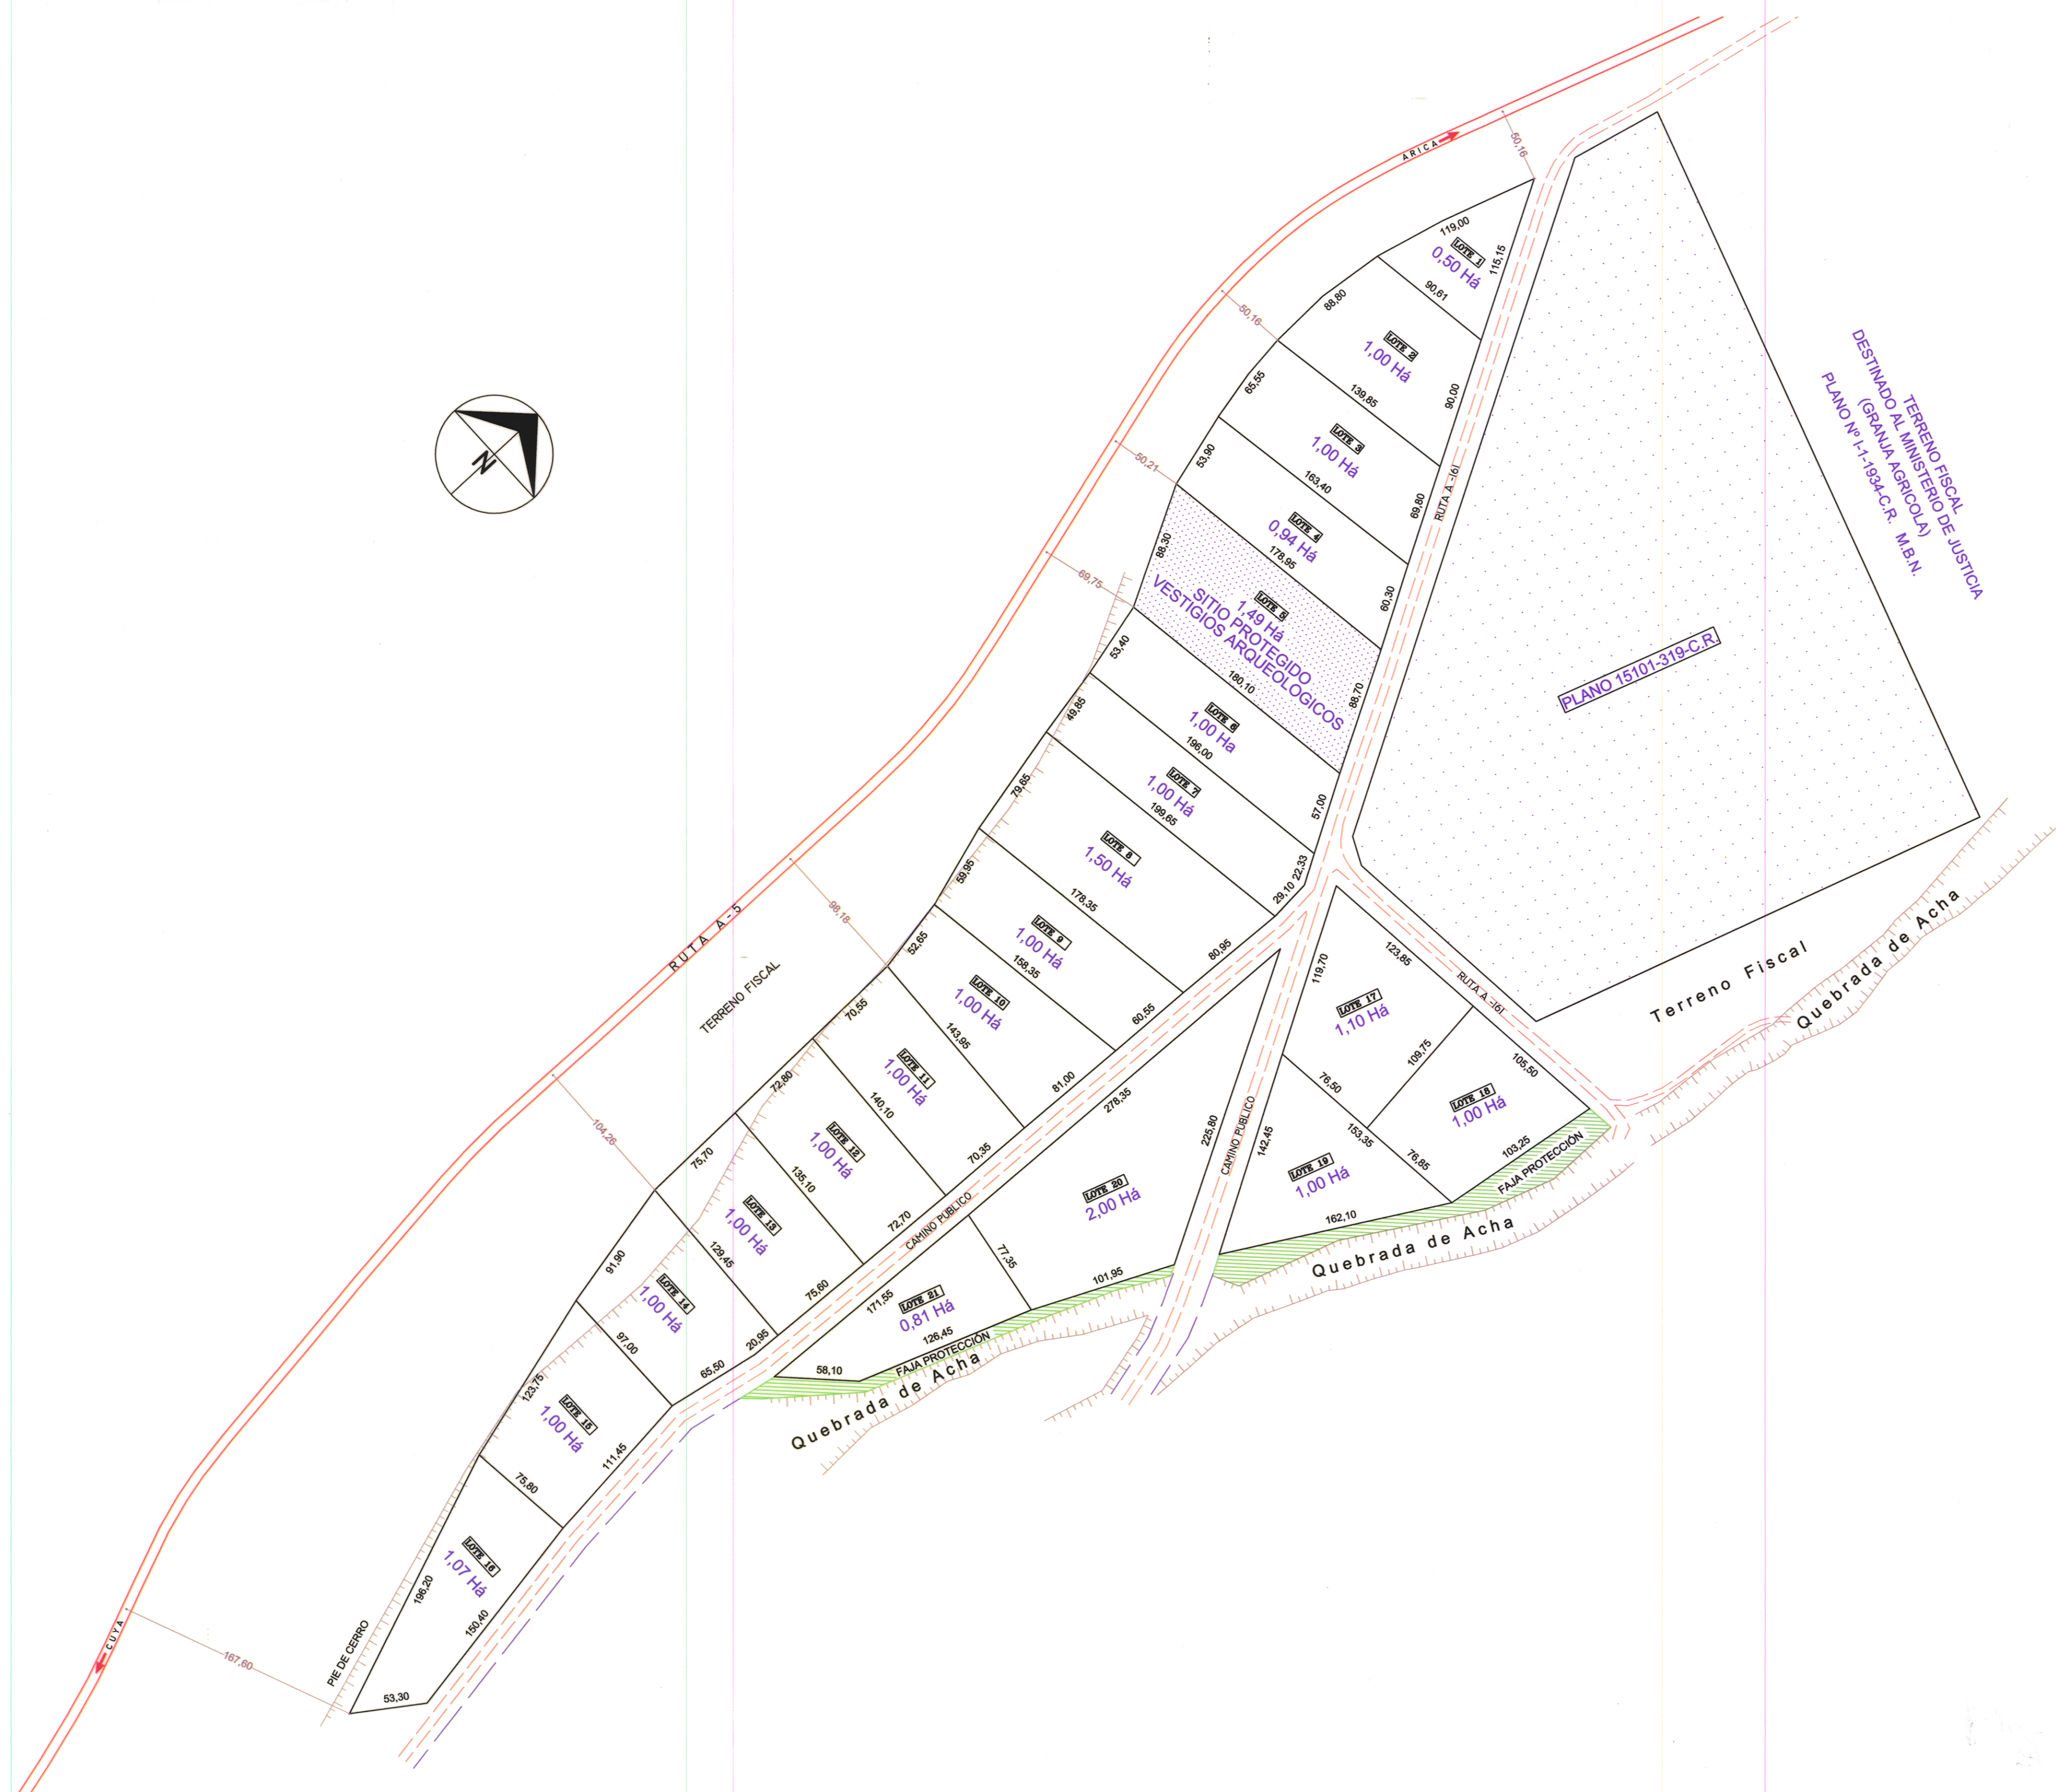 ARICA
50,16
119,00
LOTE 1
0,50 Há
115,15
90,61
50,16
88,80
LOTE 2
1,00 Há
139,85
90,00
65,55
LOTE 3
1,00 Há
163,40
69,80
RUTA A -161
50,21
53,90
LOTE 4
0,94 Há
178,95
60,30
69,75
88,30
LOTE 5
1,49 Há
SITIO PROTEGIDO
VESTIGIOS ARQUEOLOGICOS
180,10
88,70
TERRENO FISCAL
DESTINADO AL MINISTERIO DE JUSTICIA
(GRANJA AGRICOLA)
PLANO Nº I-1-1934-C.R. M.B.N.
PLANO 15101-319-C.R.
N
53,40
LOTE 6
1,00 Ha
196,00
57,00
49,85
LOTE 7
1,00 Há
199,65
22,33
29,10
79,65
LOTE 8
1,50 Há
178,35
80,95
59,95
LOTE 9
1,00 Há
158,35
60,55
98,18
52,65
LOTE 10
1,00 Há
143,95
81,00
RUTA A-5
TERRENO FISCAL
70,55
LOTE 11
1,00 Há
140,10
70,35
72,80
LOTE 12
1,00 Há
135,10
72,70
104,26
75,70
LOTE 13
1,00 Há
129,45
75,60
91,90
LOTE 14
1,00 Há
97,00
20,95
65,50
123,75
LOTE 15
1,00 Há
75,80
111,45
LOTE 16
1,07 Há
196,20
150,40
53,30
PIE DE CERRO
167,60
CUYA
123,85
RUTA A -161
119,70
LOTE 17
1,10 Há
109,75
76,50
105,50
LOTE 18
1,00 Há
103,25
FAJA PROTECCIÓN
153,35
76,85
142,45
LOTE 19
1,00 Há
162,10
CAMINO PUBLICO
225,80
278,35
LOTE 20
2,00 Há
77,35
101,95
CAMINO PUBLICO
171,55
LOTE 21
0,81 Há
126,45
58,10
FAJA PROTECCIÓN
Quebrada de Acha
Quebrada de Acha
Terreno Fiscal
Quebrada de Acha